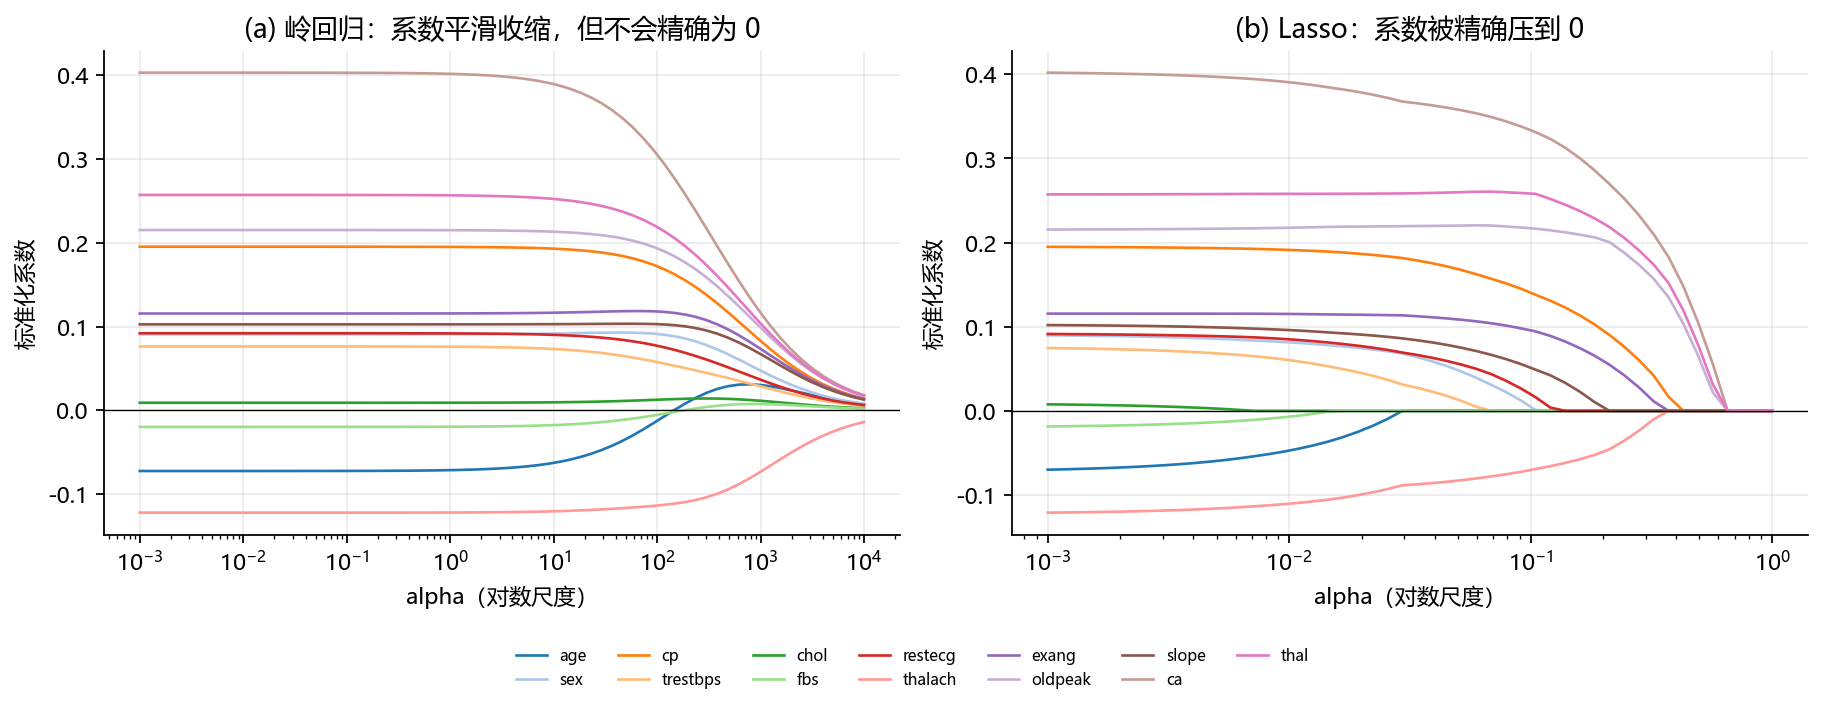 (a) 岭回归：系数平滑收缩，但不会精确为 0
标准化系数
0.4
0.3
0.2
0.1
0.0
-0.1
10⁻³ 10⁻² 10⁻¹ 10⁰ 10¹ 10² 10³ 10⁴
alpha（对数尺度）
(b) Lasso：系数被精确压到 0
标准化系数
0.4
0.3
0.2
0.1
0.0
-0.1
10⁻³ 10⁻² 10⁻¹ 10⁰
alpha（对数尺度）
age cp chol restecg exang slope thal
sex trestbps fbs thalach oldpeak ca